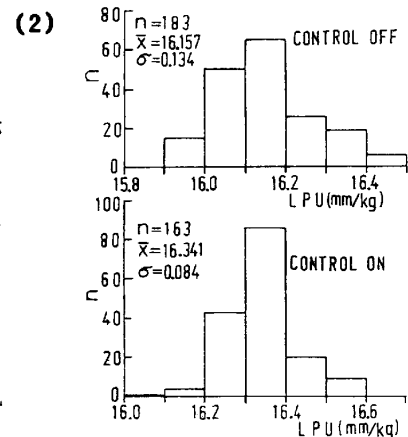 (2)
80
60
40
20
0
n
n=183
x̄=16.157
σ=0.134
CONTROL OFF
15.8 16.0 16.2 16.4
LPU(mm/kg)
100
80
60
40
20
0
n
n=163
x̄=16.341
σ=0.084
CONTROL ON
16.0 16.2 16.4 16.6
LPU(mm/kg)